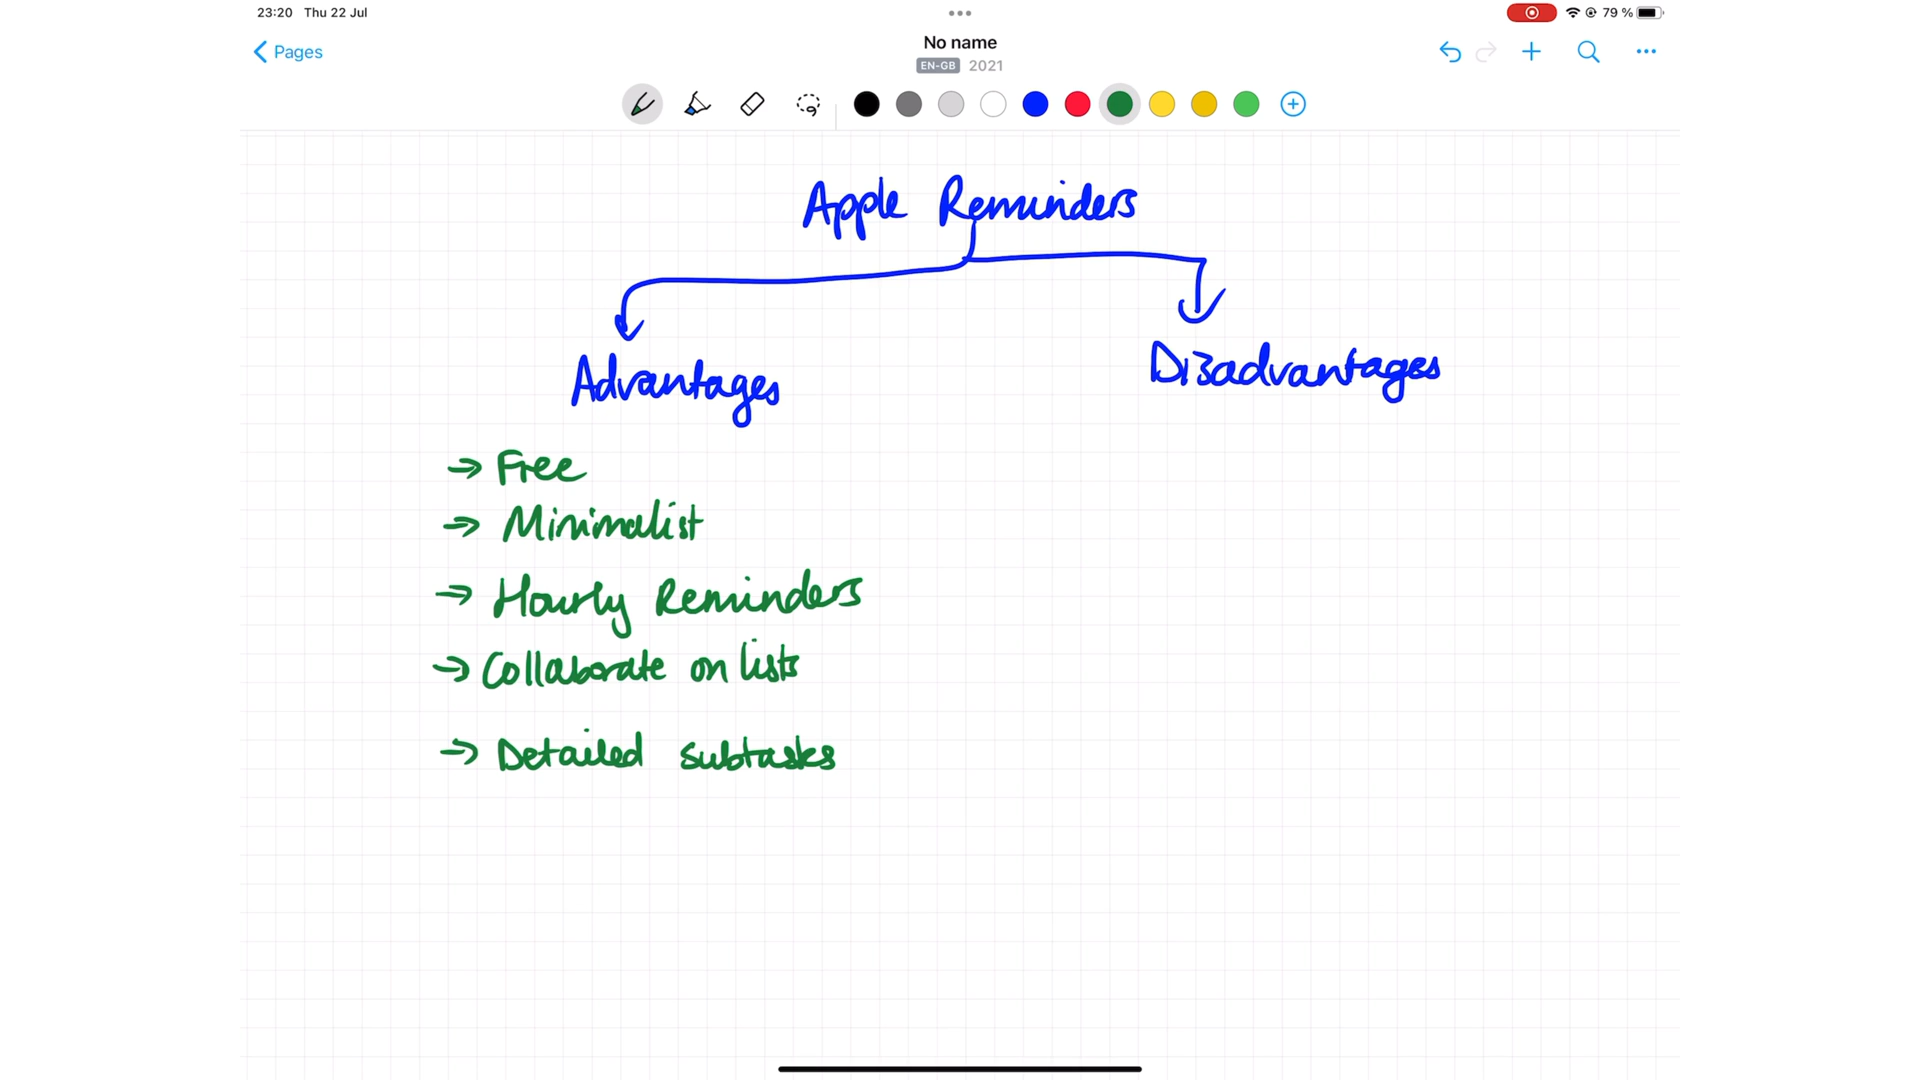 23:20 Thu 22 Jul
79 %
Pages
No name
EN-GB 2021
Apple Reminders
Advantages
Disadvantages
→ Free
→ Minimalist
→ Hourly Reminders
→ Collaborate on lists
→ Detailed subtasks